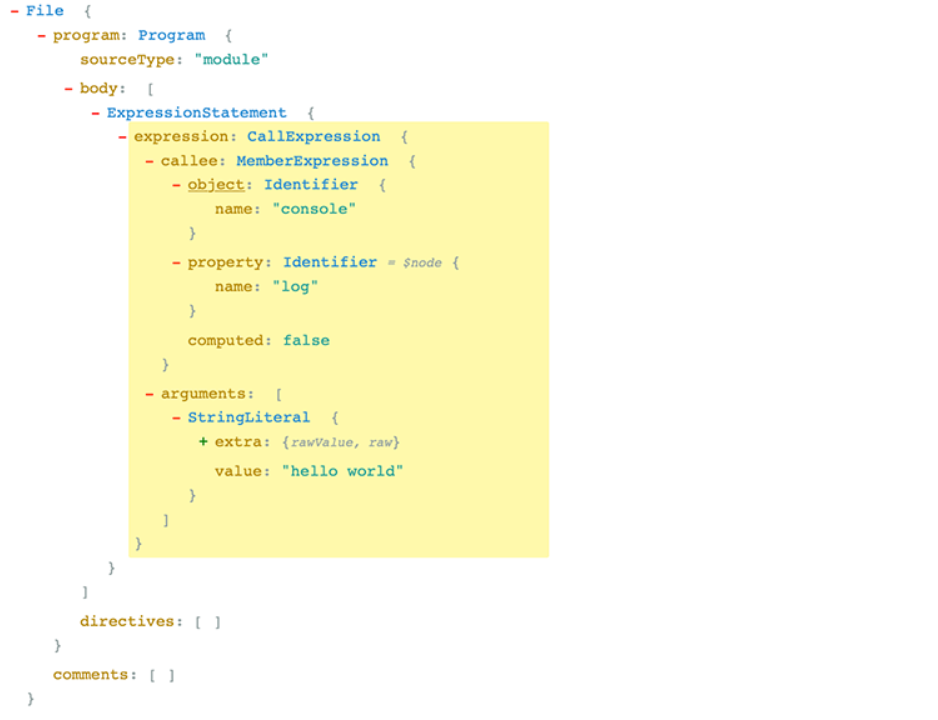 - File {
- program: Program {
sourceType: "module"
- body: [
- ExpressionStatement {
- expression: CallExpression {
- callee: MemberExpression {
- object: Identifier {
name: "console"
}
- property: Identifier = $node {
name: "log"
}
computed: false
}
- arguments: [
- StringLiteral {
+ extra: {rawValue, raw}
value: "hello world"
}
]
}
}
]
directives: [ ]
}
comments: [ ]
}